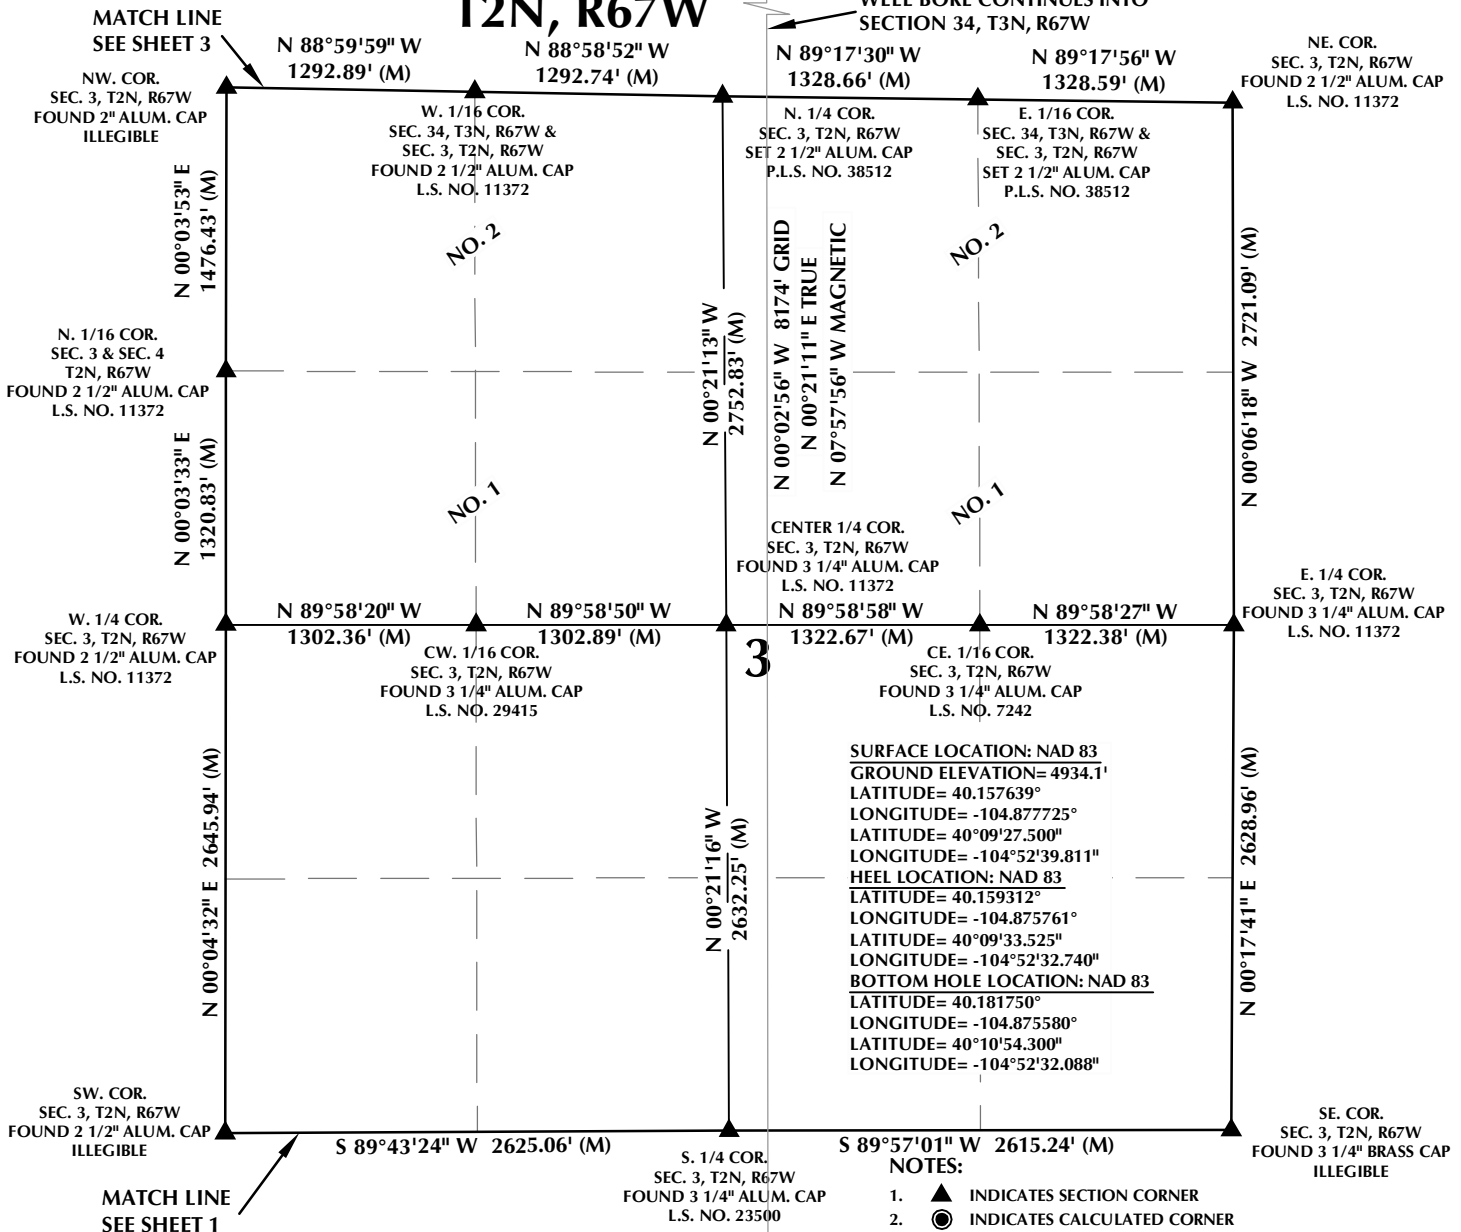 T2N, R67W
WELL BORE CONTINUES INTO
SECTION 34, T3N, R67W
MATCH LINE
SEE SHEET 3
N 88°59'59" W
1292.89' (M)
N 88°58'52" W
1292.74' (M)
N 89°17'30" W
1328.66' (M)
N 89°17'56" W
1328.59' (M)
NE. COR.
SEC. 3, T2N, R67W
FOUND 2 1/2" ALUM. CAP
L.S. NO. 11372
NW. COR.
SEC. 3, T2N, R67W
FOUND 2" ALUM. CAP
ILLEGIBLE
W. 1/16 COR.
SEC. 34, T3N, R67W &
SEC. 3, T2N, R67W
FOUND 2 1/2" ALUM. CAP
L.S. NO. 11372
N. 1/4 COR.
SEC. 3, T2N, R67W
SET 2 1/2" ALUM. CAP
P.L.S. NO. 38512
E. 1/16 COR.
SEC. 34, T3N, R67W &
SEC. 3, T2N, R67W
SET 2 1/2" ALUM. CAP
P.L.S. NO. 38512
N 00°03'53" E
1476.43' (M)
NO. 2
NO. 2
N 00°21'13" W
2752.83' (M)
N 00°02'56" W 8174' GRID
N 00°21'11" E TRUE
N 07°57'56" W MAGNETIC
N 00°06'18" W 2721.09' (M)
N. 1/16 COR.
SEC. 3 & SEC. 4
T2N, R67W
FOUND 2 1/2" ALUM. CAP
L.S. NO. 11372
N 00°03'33" E
1320.83' (M)
NO. 1
NO. 1
CENTER 1/4 COR.
SEC. 3, T2N, R67W
FOUND 3 1/4" ALUM. CAP
L.S. NO. 11372
W. 1/4 COR.
SEC. 3, T2N, R67W
FOUND 2 1/2" ALUM. CAP
L.S. NO. 11372
N 89°58'20" W
1302.36' (M)
N 89°58'50" W
1302.89' (M)
N 89°58'58" W
1322.67' (M)
N 89°58'27" W
1322.38' (M)
E. 1/4 COR.
SEC. 3, T2N, R67W
FOUND 3 1/4" ALUM. CAP
L.S. NO. 11372
CW. 1/16 COR.
SEC. 3, T2N, R67W
FOUND 3 1/4" ALUM. CAP
L.S. NO. 29415
3
CE. 1/16 COR.
SEC. 3, T2N, R67W
FOUND 3 1/4" ALUM. CAP
L.S. NO. 7242
N 00°04'32" E 2645.94' (M)
N 00°21'16" W
2632.25' (M)
SURFACE LOCATION: NAD 83
GROUND ELEVATION= 4934.1'
LATITUDE= 40.157639°
LONGITUDE= -104.877725°
LATITUDE= 40°09'27.500"
LONGITUDE= -104°52'39.811"
HEEL LOCATION: NAD 83
LATITUDE= 40.159312°
LONGITUDE= -104.875761°
LATITUDE= 40°09'33.525"
LONGITUDE= -104°52'32.740"
BOTTOM HOLE LOCATION: NAD 83
LATITUDE= 40.181750°
LONGITUDE= -104.875580°
LATITUDE= 40°10'54.300"
LONGITUDE= -104°52'32.088"
N 00°17'41" E 2628.96' (M)
SW. COR.
SEC. 3, T2N, R67W
FOUND 2 1/2" ALUM. CAP
ILLEGIBLE
S 89°43'24" W 2625.06' (M)
S 89°57'01" W 2615.24' (M)
SE. COR.
SEC. 3, T2N, R67W
FOUND 3 1/4" BRASS CAP
ILLEGIBLE
S. 1/4 COR.
SEC. 3, T2N, R67W
FOUND 3 1/4" ALUM. CAP
L.S. NO. 23500
MATCH LINE
SEE SHEET 1
NOTES:
1. ▲ INDICATES SECTION CORNER
2. ◉ INDICATES CALCULATED CORNER